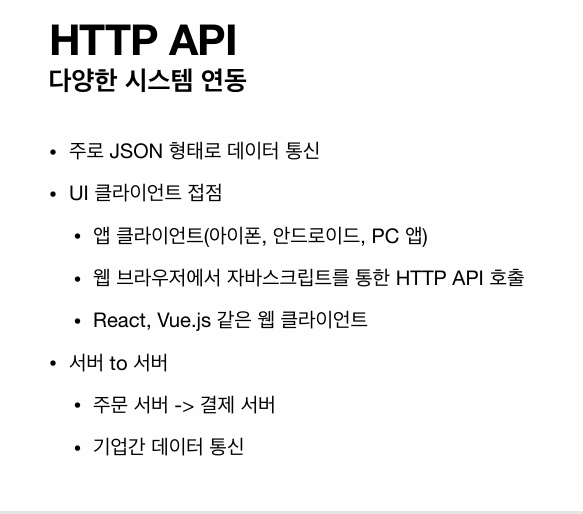 HTTP API
다양한 시스템 연동
• 주로 JSON 형태로 데이터 통신
• UI 클라이언트 접점
• 앱 클라이언트(아이폰, 안드로이드, PC 앱)
• 웹 브라우저에서 자바스크립트를 통한 HTTP API 호출
• React, Vue.js 같은 웹 클라이언트
• 서버 to 서버
• 주문 서버 -> 결제 서버
• 기업간 데이터 통신